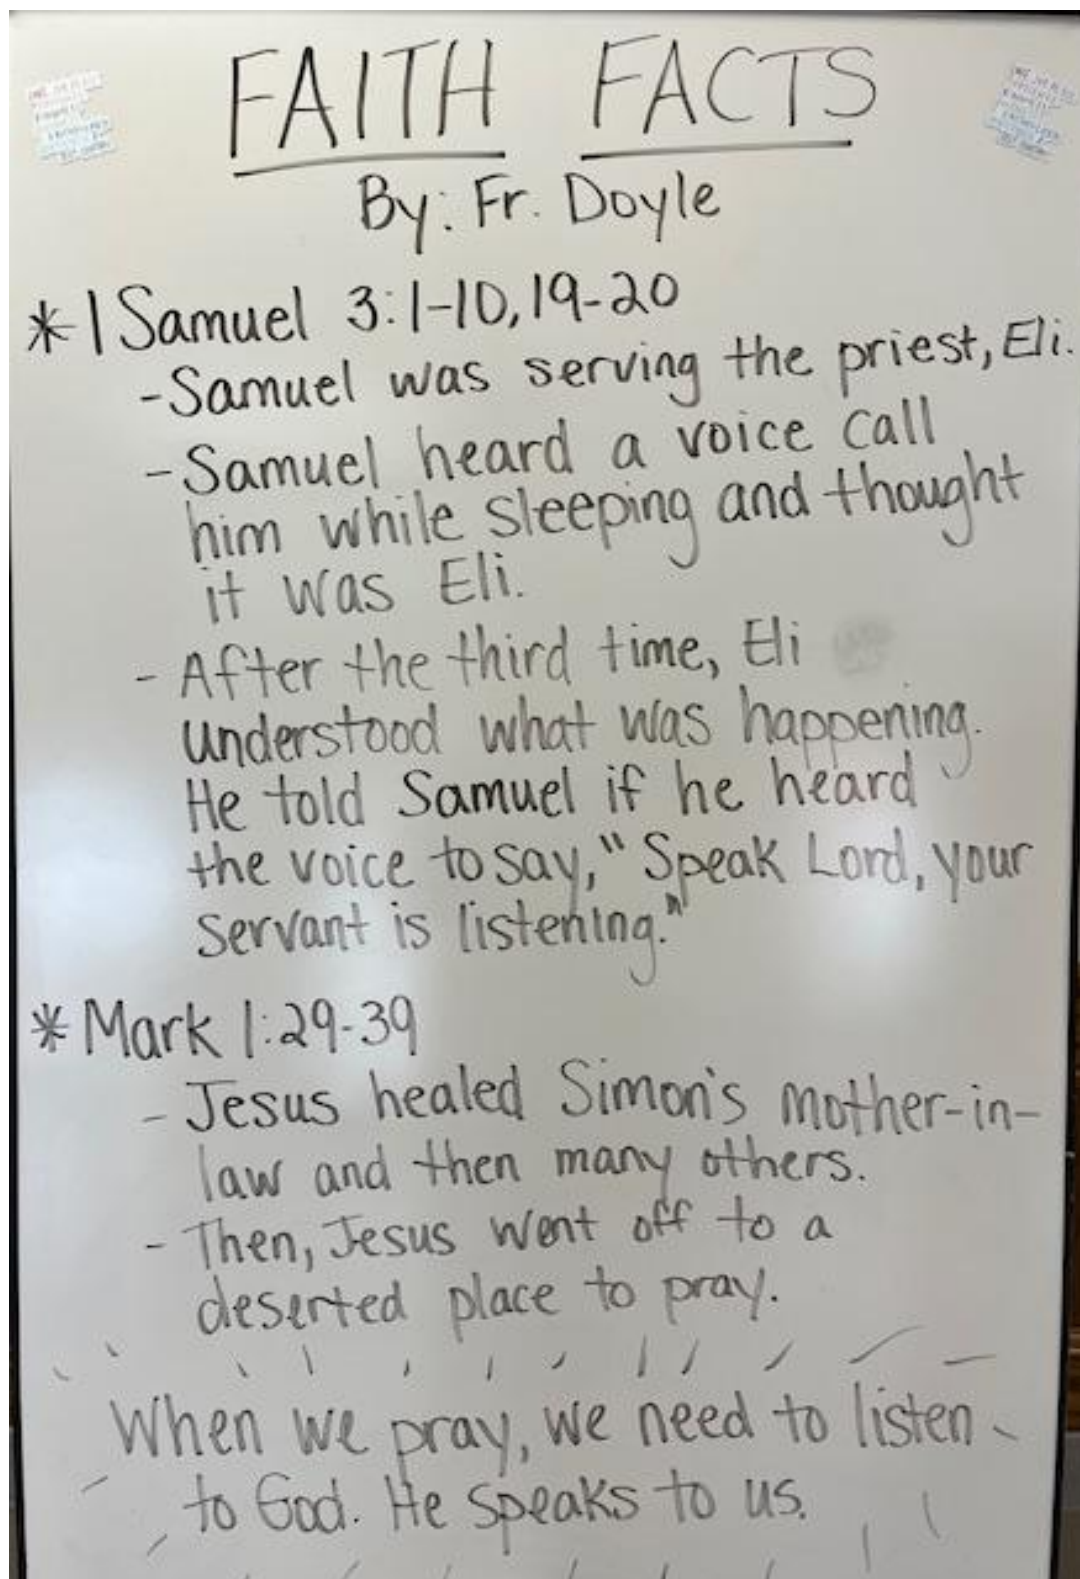 FAITH FACTS
By: Fr. Doyle
* 1 Samuel 3:1-10, 19-20
- Samuel was serving the priest, Eli.
- Samuel heard a voice call
him while sleeping and thought
it was Eli.
- After the third time, Eli
understood what was happening.
He told Samuel if he heard
the voice to say, "Speak Lord, your
servant is listening."
* Mark 1:29-39
- Jesus healed Simon's mother-in-
law and then many others.
- Then, Jesus went off to a
deserted place to pray.
When we pray, we need to listen
to God. He speaks to us.